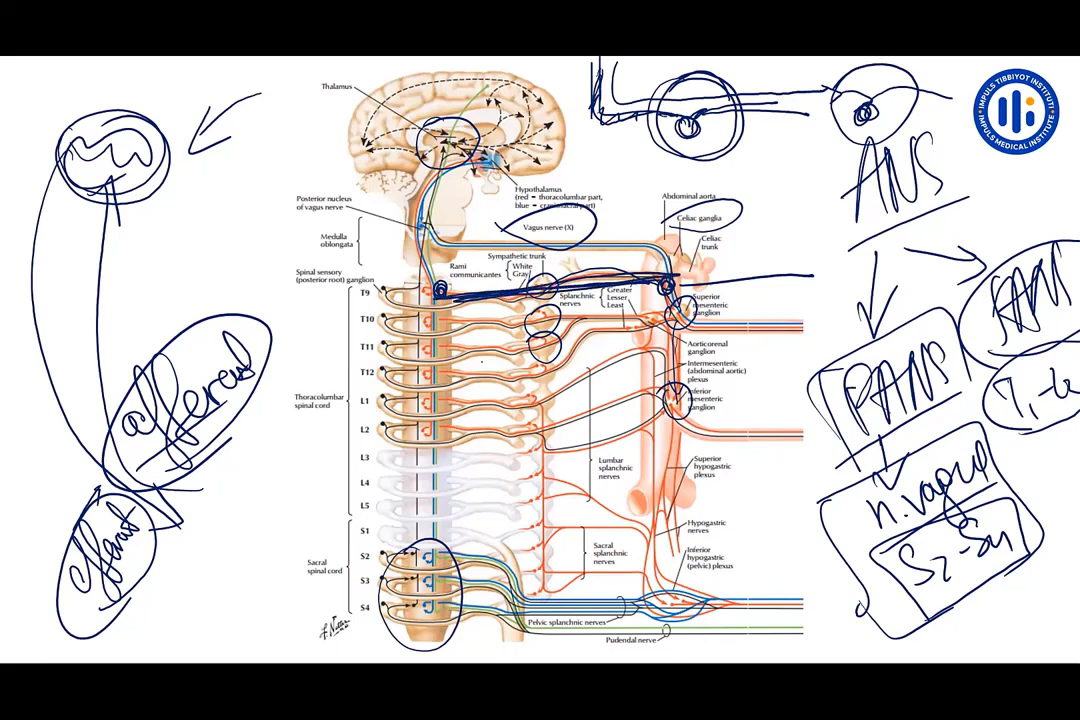 Thalamus
Hypothalamus
(red = thoracolumbar part,
blue = craniosacral part)
Posterior nucleus
of vagus nerve
Vagus nerve (X)
Medulla
oblongata
Abdominal aorta
Celiac ganglia
Celiac
trunk
Sympathetic trunk
Rami
communicantes
White
Gray
Spinal sensory
(posterior root) ganglion
Splanchnic
nerves
Greater
Lesser
Least
Superior
mesenteric
ganglion
Aorticorenal
ganglion
Intermesenteric
(abdominal aortic)
plexus
Inferior
mesenteric
ganglion
T9
T10
T11
T12
L1
L2
L3
L4
L5
S1
S2
S3
S4
Thoracolumbar
spinal cord
Sacral
spinal cord
Lumbar
splanchnic
nerves
Superior
hypogastric
plexus
Hypogastric
nerves
Sacral
splanchnic
nerves
Inferior
hypogastric
(pelvic) plexus
Pelvic splanchnic nerves
Pudendal nerve
F. Netter
afferent
efferent
ANS
PANS
n. vagus
S2-S4
IMPULS TIBBIYOT INSTITUTI
IMPULS MEDICAL INSTITUTE